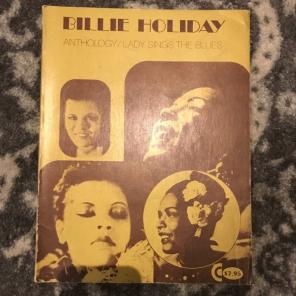 BILLIE HOLIDAY
ANTHOLOGY/LADY SINGS THE BLUES
$7.95